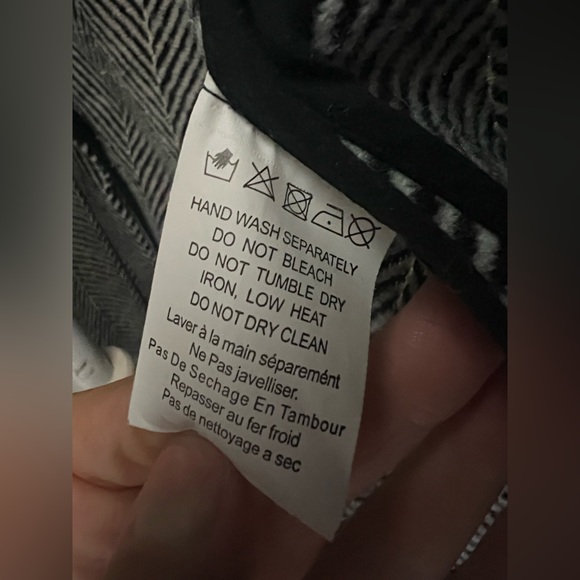 HAND WASH SEPARATELY
DO NOT BLEACH
DO NOT TUMBLE DRY
IRON, LOW HEAT
DO NOT DRY CLEAN
Laver à la main séparemént
Ne Pas javelliser.
Pas De Sechage En Tambour
Repasser au fer froid
Pas de nettoyage a sec